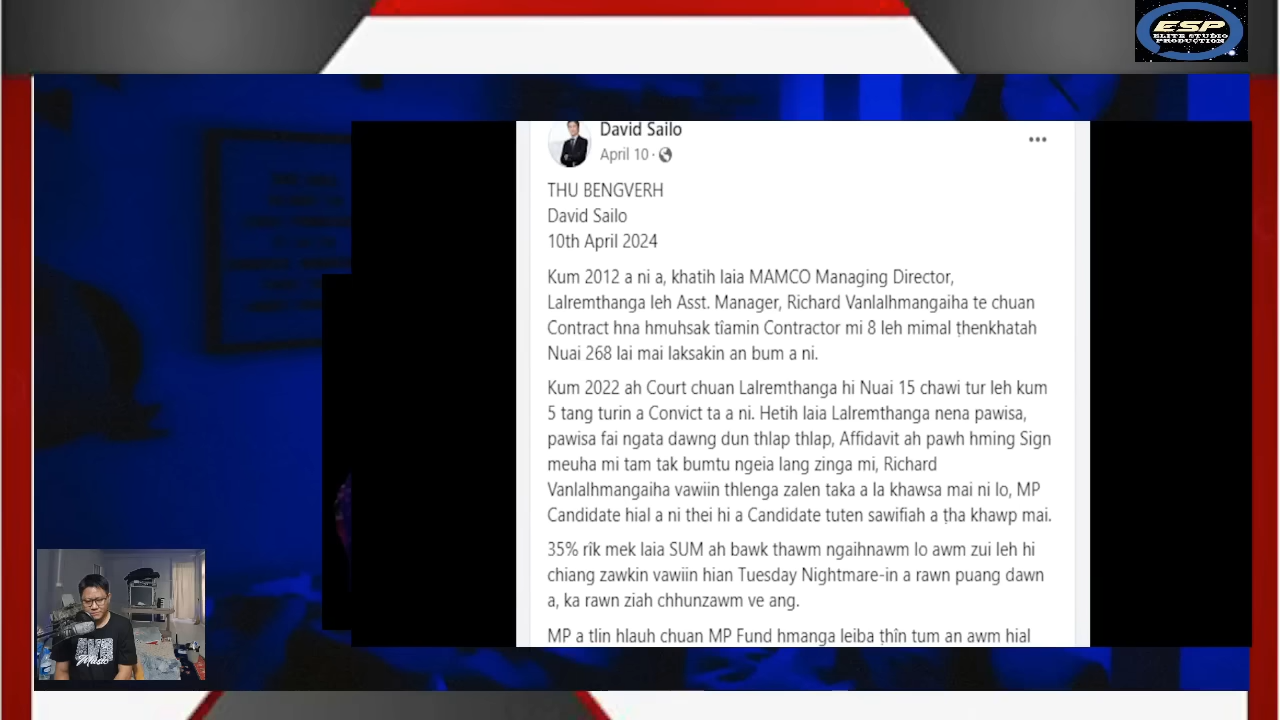 ESP
ELITE STUDIO
PRODUCTION
David Sailo
April 10 ·
THU BENGVERH
David Sailo
10th April 2024
Kum 2012 a ni a, khatih laia MAMCO Managing Director,
Lalremthanga leh Asst. Manager, Richard Vanlalhmangaiha te chuan
Contract hna hmuhsak tîamin Contractor mi 8 leh mimal ṭhenkhatah
Nuai 268 lai mai laksakin an bum a ni.
Kum 2022 ah Court chuan Lalremthanga hi Nuai 15 chawi tur leh kum
5 tang turin a Convict ta a ni. Hetih laia Lalremthanga nena pawisa,
pawisa fai ngata dawng dun thlap thlap, Affidavit ah pawh hming Sign
meuha mi tam tak bumtu ngeia lang zinga mi, Richard
Vanlalhmangaiha vawiin thlenga zalen taka a la khawsa mai ni lo, MP
Candidate hial a ni thei hi a Candidate tuten sawifiah a ṭha khawp mai.
35% rîk mek laia SUM ah bawk thawm ngaihnawm lo awm zui leh hi
chiang zawkin vawiin hian Tuesday Nightmare-in a rawn puang dawn
a, ka rawn ziah chhunzawm ve ang.
MP a tlin hlauh chuan MP Fund hmanga leiba ṭhîn tum an awm hial
Music